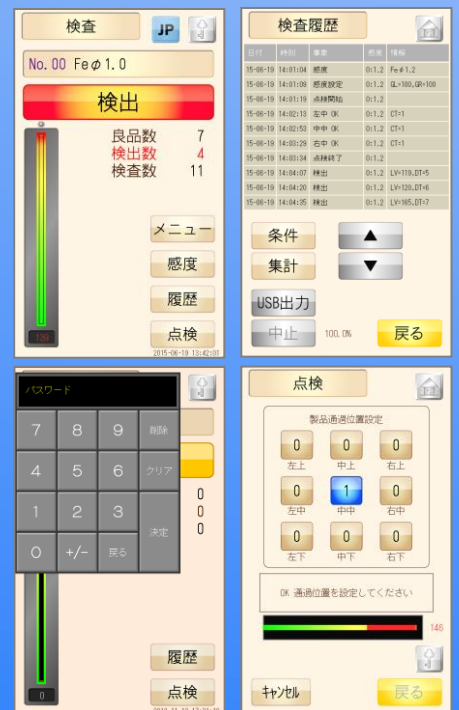 検査
JP
No.00 Feφ1.0
検出
良品数 7
検出数 4
検査数 11
メニュー
感度
履歴
点検
2015-06-19 13:42:01
検査履歴
日付 時刻 事象 感度 情報
15-06-19 14:01:04 感度 0:1.2 Feφ1.2
15-06-19 14:01:09 感度設定 0:1.2 GL=100,GR=100
15-06-19 14:01:19 点検開始 0:1.2
15-06-19 14:02:13 左中 OK 0:1.2 CT=1
15-06-19 14:02:53 中中 OK 0:1.2 CT=1
15-06-19 14:03:29 右中 OK 0:1.2 CT=1
15-06-19 14:03:34 点検終了 0:1.2
15-06-19 14:04:07 検出 0:1.2 LV=119,DT=5
15-06-19 14:04:20 検出 0:1.2 LV=120,DT=6
15-06-19 14:04:35 検出 0:1.2 LV=165,DT=7
条件 ▲
集計 ▼
USB出力
中止 100.0% 戻る
パスワード
7 8 9 削除
4 5 6 クリア
1 2 3 決定
0 +/- 戻る
0
0
0
履歴
0 点検
点検
製品通過位置設定
0 0 0
左上 中上 右上
0 1 0
左中 中中 右中
0 0 0
左下 中下 右下
OK 通過位置を設定してください
146
キャンセル 戻る